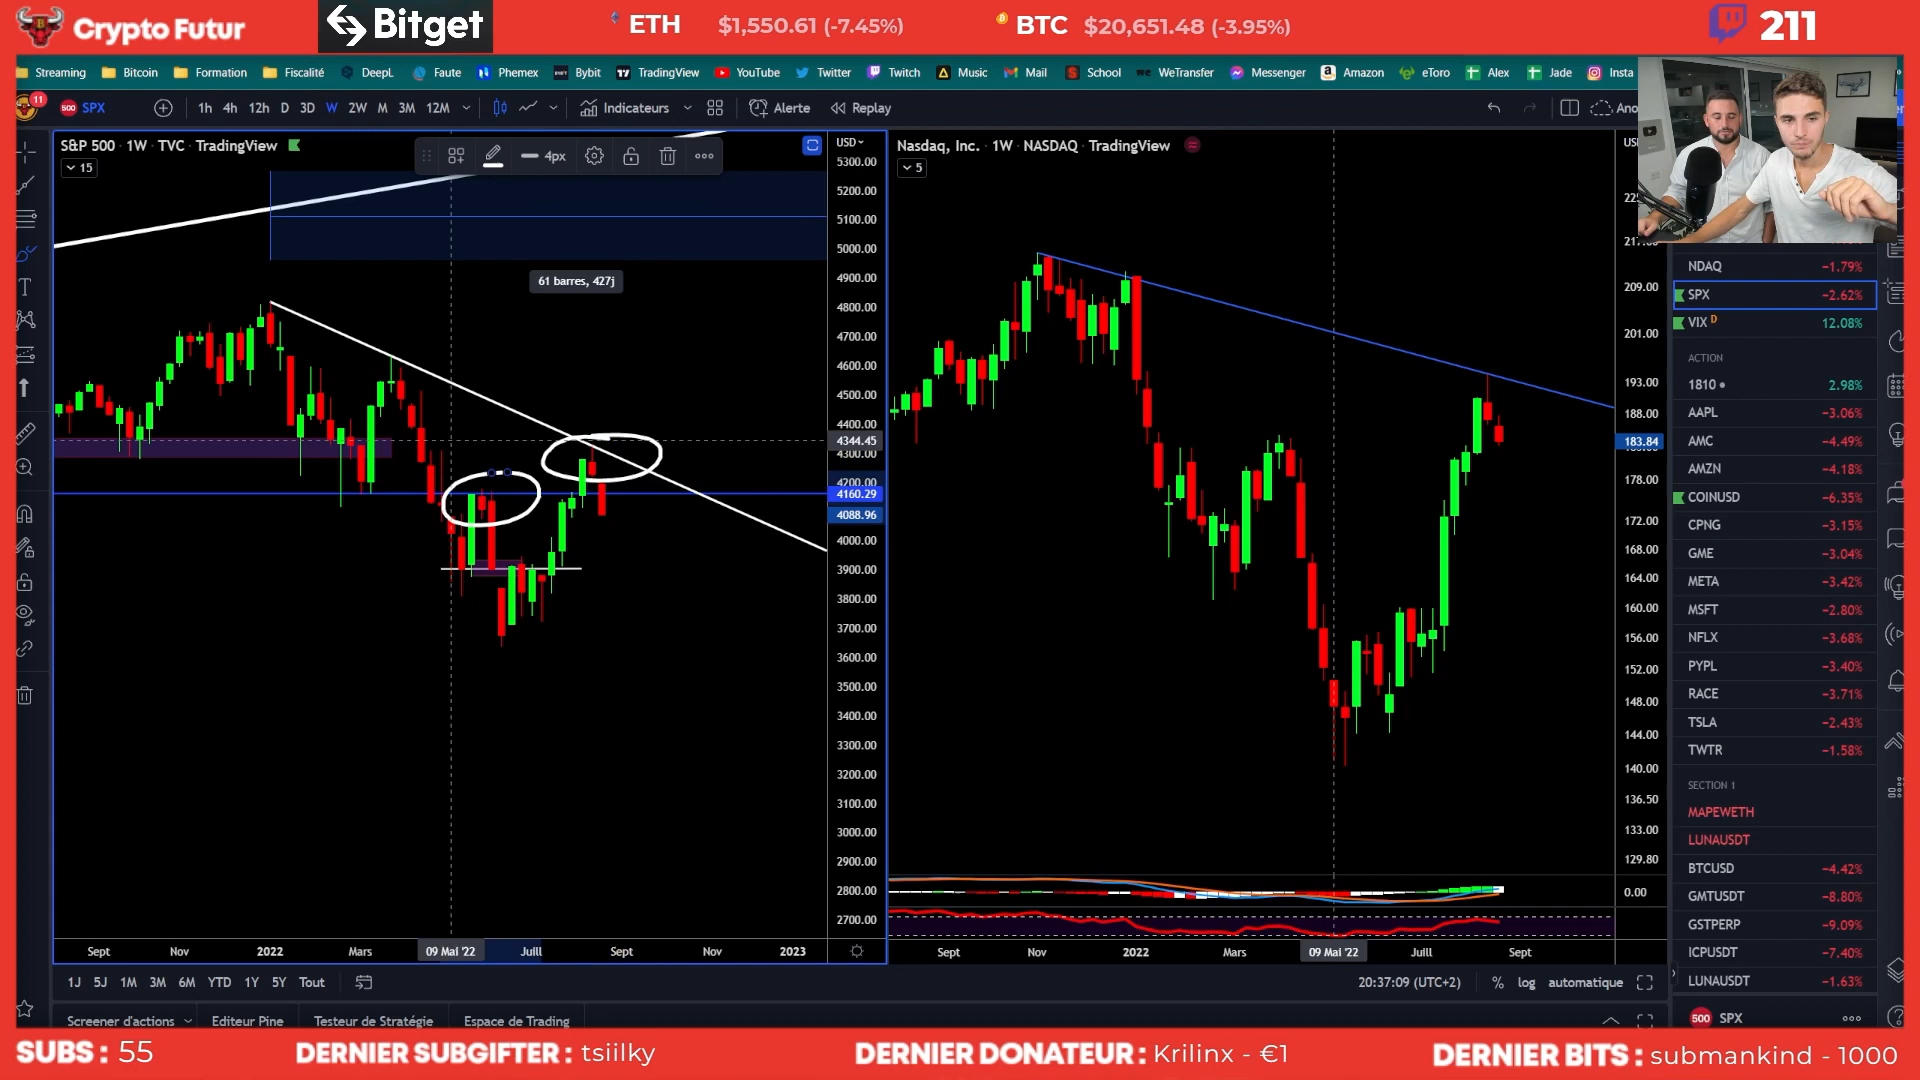 Crypto Futur
Bitget
ETH $1,550.61 (-7.45%)
BTC $20,651.48 (-3.95%)
211
Streaming Bitcoin Formation Fiscalité DeepL Faute Phemex Bybit TradingView YouTube Twitter Twitch Music Mail School WeTransfer Messenger Amazon eToro Alex Jade Insta
11
500 SPX 1h 4h 12h D 3D W 2W M 3M 12M Indicateurs Alerte Replay Ano
S&P 500 · 1W · TVC · TradingView
15
4px
USD
5300.00
5200.00
5100.00
5000.00
4900.00
4800.00
4700.00
4600.00
4500.00
4400.00
4344.45
4300.00
4200.00
4160.29
4088.96
4000.00
3900.00
3800.00
3700.00
3600.00
3500.00
3400.00
3300.00
3200.00
3100.00
3000.00
2900.00
2800.00
2700.00
61 barres, 427j
Sept Nov 2022 Mars 09 Mai '22 Juill Sept Nov 2023
Nasdaq, Inc. · 1W · NASDAQ · TradingView
5
209.00
201.00
193.00
188.00
183.84
178.00
172.00
168.00
164.00
160.00
156.00
152.00
148.00
144.00
140.00
136.50
133.00
129.80
0.00
Sept Nov 2022 Mars 09 Mai '22 Juill Sept
NDAQ −1.79%
SPX −2.62%
VIX D 12.08%
ACTION
1810 2.98%
AAPL −3.06%
AMC −4.49%
AMZN −4.18%
COINUSD −6.35%
CPNG −3.15%
GME −3.04%
META −3.42%
MSFT −2.80%
NFLX −3.68%
PYPL −3.40%
RACE −3.71%
TSLA −2.43%
TWTR −1.58%
SECTION 1
MAPEWETH
LUNAUSDT
BTCUSD −4.42%
GMTUSDT −8.80%
GSTPERP −9.09%
ICPUSDT −7.40%
LUNAUSDT −1.63%
500 SPX
1J 5J 1M 3M 6M YTD 1Y 5Y Tout
20:37:09 (UTC+2) % log automatique
Screener d'actions Editeur Pine Testeur de Stratégie Espace de Trading
SUBS : 55
DERNIER SUBGIFTER : tsiilky
DERNIER DONATEUR : Krilinx - €1
DERNIER BITS : submankind - 1000